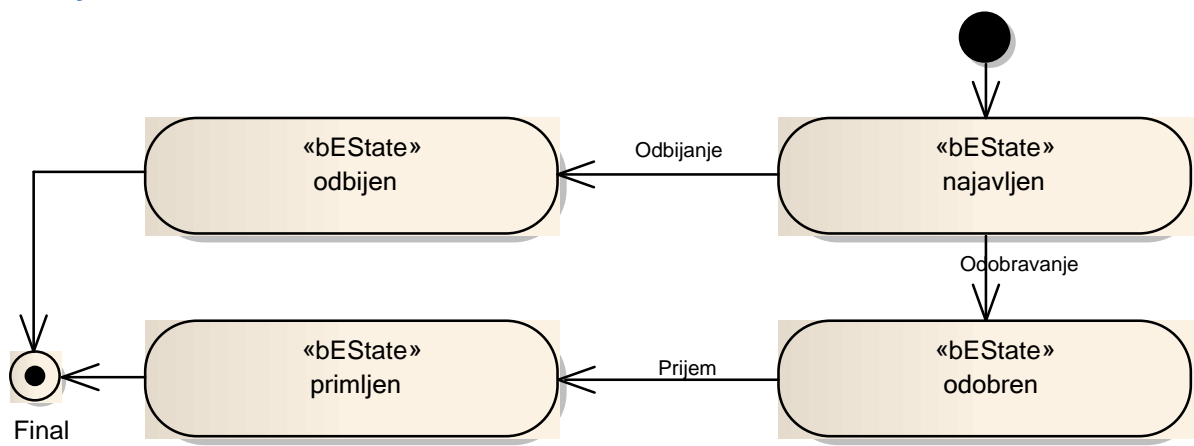 «bEState»
odbijen
Odbijanje
«bEState»
najavljen
Odobravanje
«bEState»
primljen
Prijem
«bEState»
odobren
Final